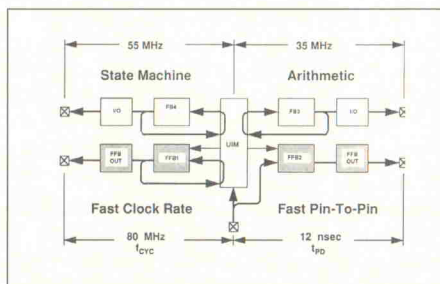 55 MHz 35 MHz
State Machine Arithmetic
I/O FB4 UIM FB3 I/O
FFB OUT FFB1 FFB2 FFB OUT
Fast Clock Rate Fast Pin-To-Pin
80 MHz 12 nsec
fCYC tPD